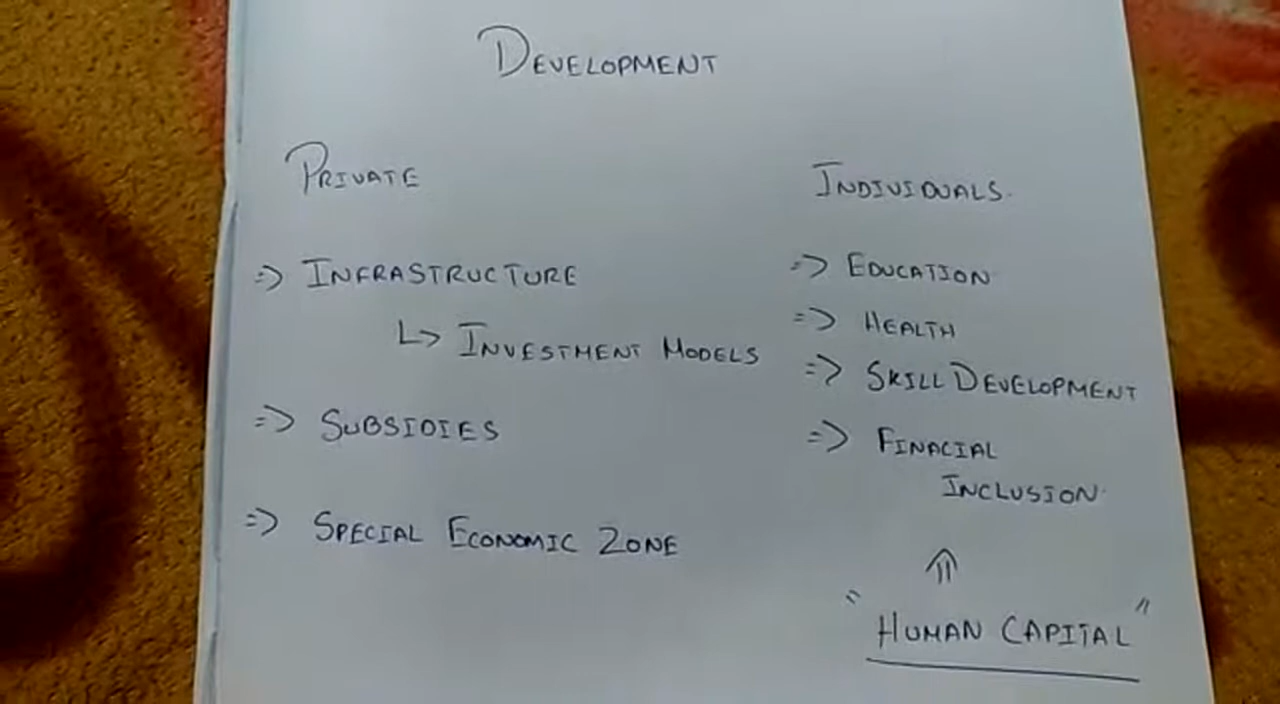 DEVELOPMENT
PRIVATE
=> INFRASTRUCTURE
↳ INVESTMENT MODELS
=> SUBSIDIES
=> SPECIAL ECONOMIC ZONE
INDIVIDUALS.
=> EDUCATION
=> HEALTH
=> SKILL DEVELOPMENT
=> FINACIAL
INCLUSION.
⇑
"HUMAN CAPITAL"